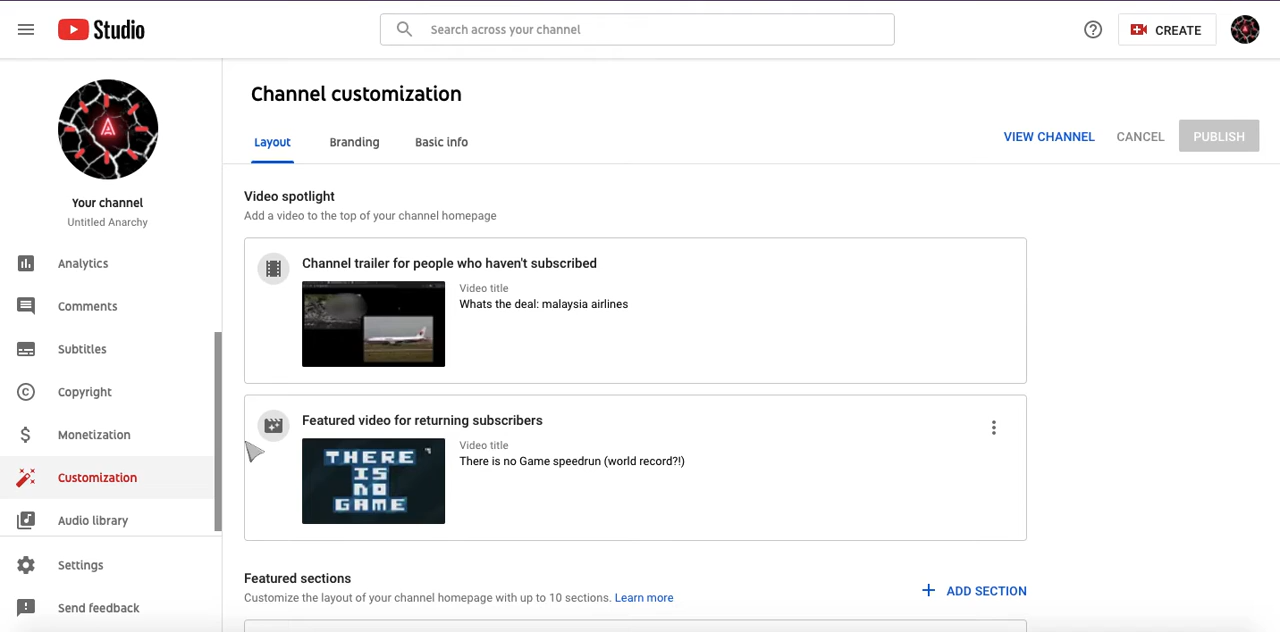 Studio
Search across your channel
CREATE
Your channel
Untitled Anarchy
Analytics
Comments
Subtitles
Copyright
Monetization
Customization
Audio library
Settings
Send feedback
Channel customization
Layout
Branding
Basic info
VIEW CHANNEL
CANCEL
PUBLISH
Video spotlight
Add a video to the top of your channel homepage
Channel trailer for people who haven't subscribed
Video title
Whats the deal: malaysia airlines
Featured video for returning subscribers
THERE
IS
NO
GAME
Video title
There is no Game speedrun (world record?!)
Featured sections
Customize the layout of your channel homepage with up to 10 sections. Learn more
ADD SECTION